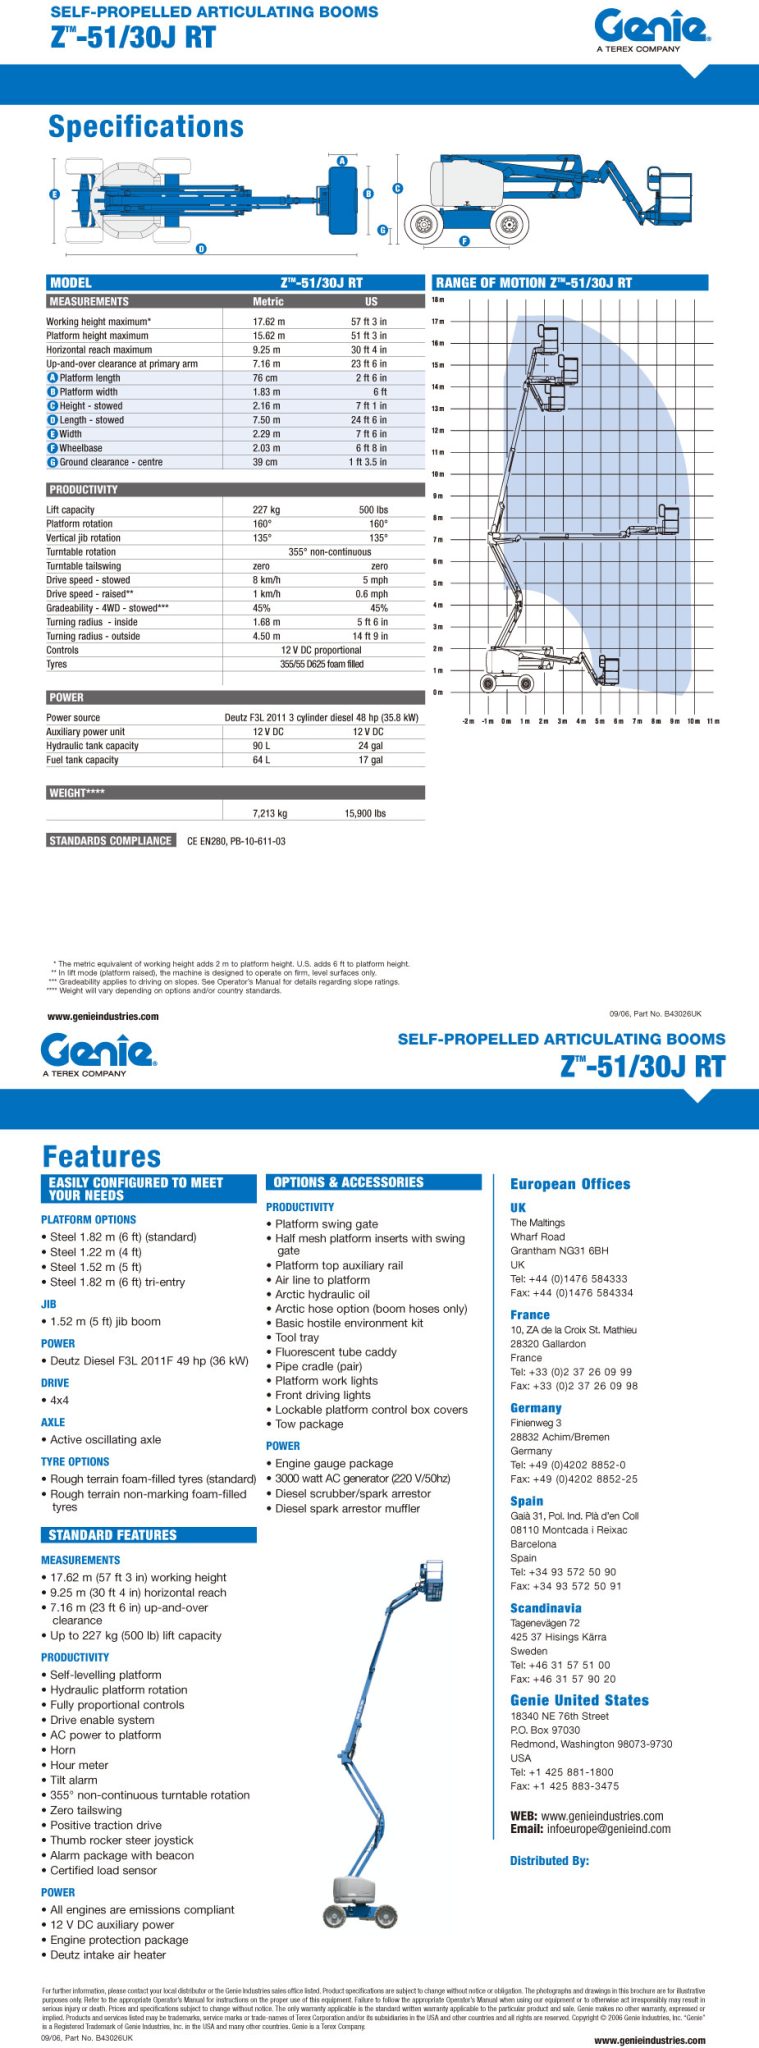 SELF-PROPELLED ARTICULATING BOOMS
Z™-51/30J RT
Genie
A TEREX COMPANY
Specifications
A
B
C
D
E
F
G
MODEL Z™-51/30J RT
MEASUREMENTS Metric US
Working height maximum* 17.62 m 57 ft 3 in
Platform height maximum 15.62 m 51 ft 3 in
Horizontal reach maximum 9.25 m 30 ft 4 in
Up-and-over clearance at primary arm 7.16 m 23 ft 6 in
A Platform length 76 cm 2 ft 6 in
B Platform width 1.83 m 6 ft
C Height - stowed 2.16 m 7 ft 1 in
D Length - stowed 7.50 m 24 ft 6 in
E Width 2.29 m 7 ft 6 in
F Wheelbase 2.03 m 6 ft 8 in
G Ground clearance - centre 39 cm 1 ft 3.5 in
PRODUCTIVITY
Lift capacity 227 kg 500 lbs
Platform rotation 160° 160°
Vertical jib rotation 135° 135°
Turntable rotation 355° non-continuous
Turntable tailswing zero zero
Drive speed - stowed 8 km/h 5 mph
Drive speed - raised** 1 km/h 0.6 mph
Gradeability - 4WD - stowed*** 45% 45%
Turning radius - inside 1.68 m 5 ft 6 in
Turning radius - outside 4.50 m 14 ft 9 in
Controls 12 V DC proportional
Tyres 355/55 D625 foam filled
POWER
Power source Deutz F3L 2011 3 cylinder diesel 48 hp (35.8 kW)
Auxiliary power unit 12 V DC 12 V DC
Hydraulic tank capacity 90 L 24 gal
Fuel tank capacity 64 L 17 gal
WEIGHT****
7,213 kg 15,900 lbs
STANDARDS COMPLIANCE CE EN280, PB-10-611-03
RANGE OF MOTION Z™-51/30J RT
18 m
17 m
16 m
15 m
14 m
13 m
12 m
11 m
10 m
9 m
8 m
7 m
6 m
5 m
4 m
3 m
2 m
1 m
0 m
-2 m -1 m 0 m 1 m 2 m 3 m 4 m 5 m 6 m 7 m 8 m 9 m 10 m 11 m
* The metric equivalent of working height adds 2 m to platform height. U.S. adds 6 ft to platform height.
** In lift mode (platform raised), the machine is designed to operate on firm, level surfaces only.
*** Gradeability applies to driving on slopes. See Operator's Manual for details regarding slope ratings.
**** Weight will vary depending on options and/or country standards.
www.genieindustries.com
09/06, Part No. B43026UK
Genie
A TEREX COMPANY
SELF-PROPELLED ARTICULATING BOOMS
Z™-51/30J RT
Features
EASILY CONFIGURED TO MEET
YOUR NEEDS
PLATFORM OPTIONS
• Steel 1.82 m (6 ft) (standard)
• Steel 1.22 m (4 ft)
• Steel 1.52 m (5 ft)
• Steel 1.82 m (6 ft) tri-entry
JIB
• 1.52 m (5 ft) jib boom
POWER
• Deutz Diesel F3L 2011F 49 hp (36 kW)
DRIVE
• 4x4
AXLE
• Active oscillating axle
TYRE OPTIONS
• Rough terrain foam-filled tyres (standard)
• Rough terrain non-marking foam-filled
tyres
STANDARD FEATURES
MEASUREMENTS
• 17.62 m (57 ft 3 in) working height
• 9.25 m (30 ft 4 in) horizontal reach
• 7.16 m (23 ft 6 in) up-and-over
clearance
• Up to 227 kg (500 lb) lift capacity
PRODUCTIVITY
• Self-levelling platform
• Hydraulic platform rotation
• Fully proportional controls
• Drive enable system
• AC power to platform
• Horn
• Hour meter
• Tilt alarm
• 355° non-continuous turntable rotation
• Zero tailswing
• Positive traction drive
• Thumb rocker steer joystick
• Alarm package with beacon
• Certified load sensor
POWER
• All engines are emissions compliant
• 12 V DC auxiliary power
• Engine protection package
• Deutz intake air heater
OPTIONS & ACCESSORIES
PRODUCTIVITY
• Platform swing gate
• Half mesh platform inserts with swing
gate
• Platform top auxiliary rail
• Air line to platform
• Arctic hydraulic oil
• Arctic hose option (boom hoses only)
• Basic hostile environment kit
• Tool tray
• Fluorescent tube caddy
• Pipe cradle (pair)
• Platform work lights
• Front driving lights
• Lockable platform control box covers
• Tow package
POWER
• Engine gauge package
• 3000 watt AC generator (220 V/50hz)
• Diesel scrubber/spark arrestor
• Diesel spark arrestor muffler
European Offices
UK
The Maltings
Wharf Road
Grantham NG31 6BH
UK
Tel: +44 (0)1476 584333
Fax: +44 (0)1476 584334
France
10, ZA de la Croix St. Mathieu
28320 Gallardon
France
Tel: +33 (0)2 37 26 09 99
Fax: +33 (0)2 37 26 09 98
Germany
Finienweg 3
28832 Achim/Bremen
Germany
Tel: +49 (0)4202 8852-0
Fax: +49 (0)4202 8852-25
Spain
Gaià 31, Pol. Ind. Plà d'en Coll
08110 Montcada i Reixac
Barcelona
Spain
Tel: +34 93 572 50 90
Fax: +34 93 572 50 91
Scandinavia
Tagenevägen 72
425 37 Hisings Kärra
Sweden
Tel: +46 31 57 51 00
Fax: +46 31 57 90 20
Genie United States
18340 NE 76th Street
P.O. Box 97030
Redmond, Washington 98073-9730
USA
Tel: +1 425 881-1800
Fax: +1 425 883-3475
WEB: www.genieindustries.com
Email: infoeurope@genieind.com
Distributed By:
For further information, please contact your local distributor or the Genie Industries sales office listed. Product specifications are subject to change without notice or obligation. The photographs and drawings in this brochure are for illustrative
purposes only. Refer to the appropriate Operator's Manual for instructions on the proper use of this equipment. Failure to follow the appropriate Operator's Manual when using our equipment or to otherwise act irresponsibly may result in
serious injury or death. Prices and specifications subject to change without notice. The only warranty applicable is the standard written warranty applicable to the particular product and sale. Genie makes no other warranty, expressed or
implied. Products and services listed may be trademarks, service marks or trade-names of Terex Corporation and/or its subsidiaries in the USA and other countries and all rights are reserved. Copyright © 2006 Genie Industries, Inc. "Genie"
is a Registered Trademark of Genie Industries, Inc. in the USA and many other countries. Genie is a Terex Company.
09/06, Part No. B43026UK
www.genieindustries.com